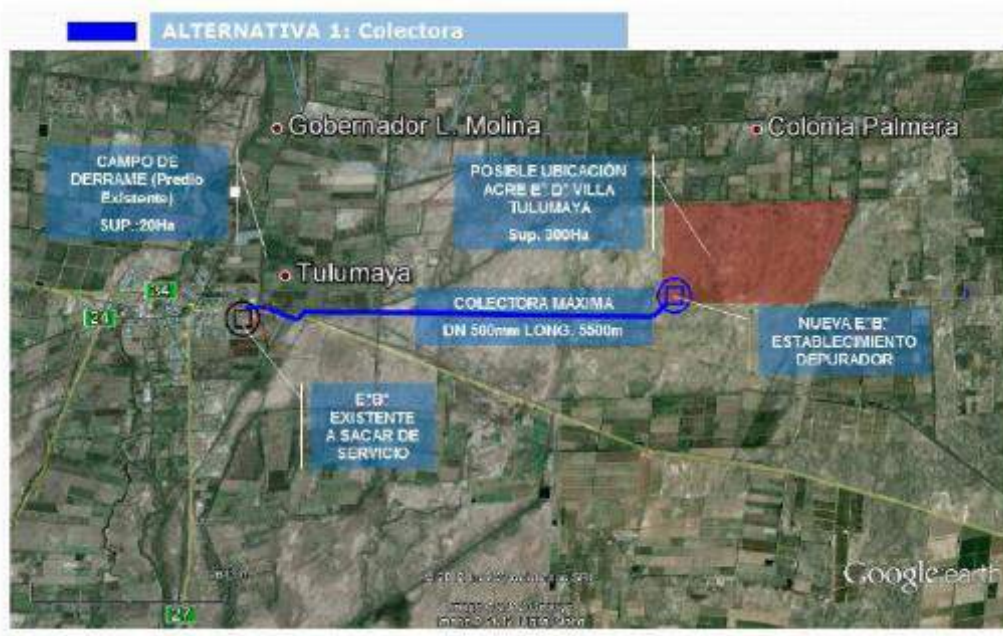 ALTERNATIVA 1: Colectora
Gobernador L. Molina
Colonia Palmera
CAMPO DE
DERRAME (Predio
Existente)
SUP.:20Ha
POSIBLE UBICACIÓN
ACRE E°D° VILLA
TULUMAYA
Sup. 300Ha
Tulumaya
34
24
COLECTORA MAXIMA
DN 500mm LONG. 5500m
NUEVA E°B°
ESTABLECIMIENTO
DEPURADOR
E°B°
EXISTENTE
A SACAR DE
SERVICIO
Google earth
27